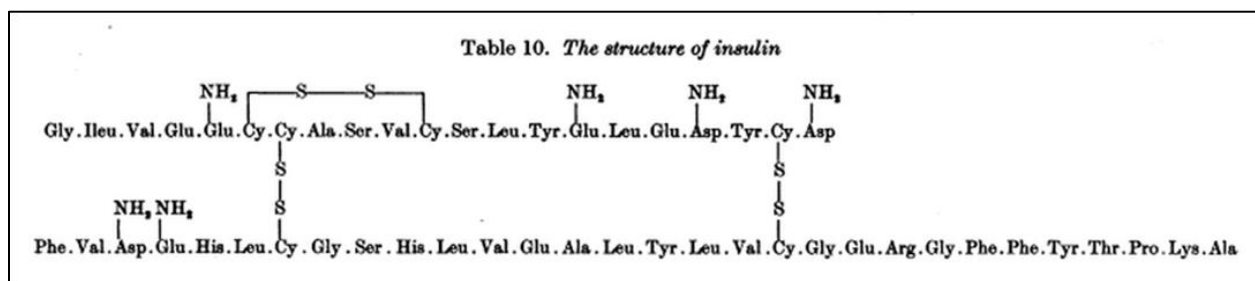 Table 10. The structure of insulin
NH₂ S S NH₂ NH₂ NH₂
Gly.Ileu.Val.Glu.Glu.Cy.Cy.Ala.Ser.Val.Cy.Ser.Leu.Tyr.Glu.Leu.Glu.Asp.Tyr.Cy.Asp
S S
S S
NH₂ NH₂
Phe.Val.Asp.Glu.His.Leu.Cy.Gly.Ser.His.Leu.Val.Glu.Ala.Leu.Tyr.Leu.Val.Cy.Gly.Glu.Arg.Gly.Phe.Phe.Tyr.Thr.Pro.Lys.Ala